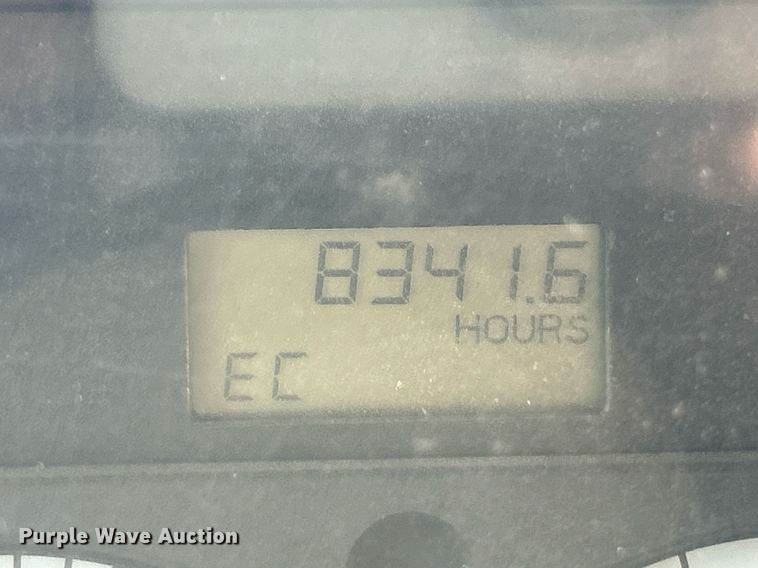 8341.6
HOURS
EC
Purple Wave Auction